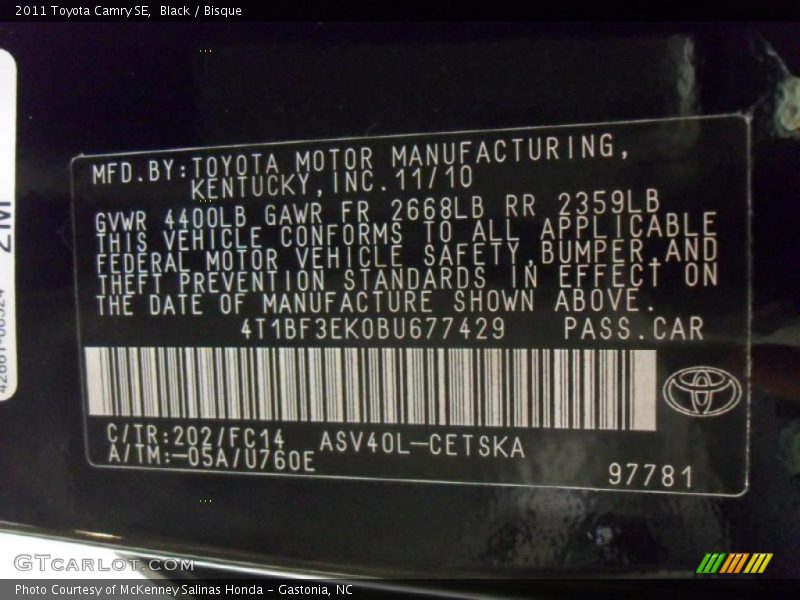 2011 Toyota Camry SE, Black / Bisque
MFD.BY:TOYOTA MOTOR MANUFACTURING,
KENTUCKY,INC.11/10
GVWR 4400LB GAWR FR 2668LB RR 2359LB
THIS VEHICLE CONFORMS TO ALL APPLICABLE
FEDERAL MOTOR VEHICLE SAFETY,BUMPER,AND
THEFT PREVENTION STANDARDS IN EFFECT ON
THE DATE OF MANUFACTURE SHOWN ABOVE.
4T1BF3EK0BU677429 PASS.CAR
C/TR:202/FC14 ASV40L-CETSKA
A/TM:-05A/U760E
97781
GTCARLOT.COM
Photo Courtesy of McKenney Salinas Honda - Gastonia, NC